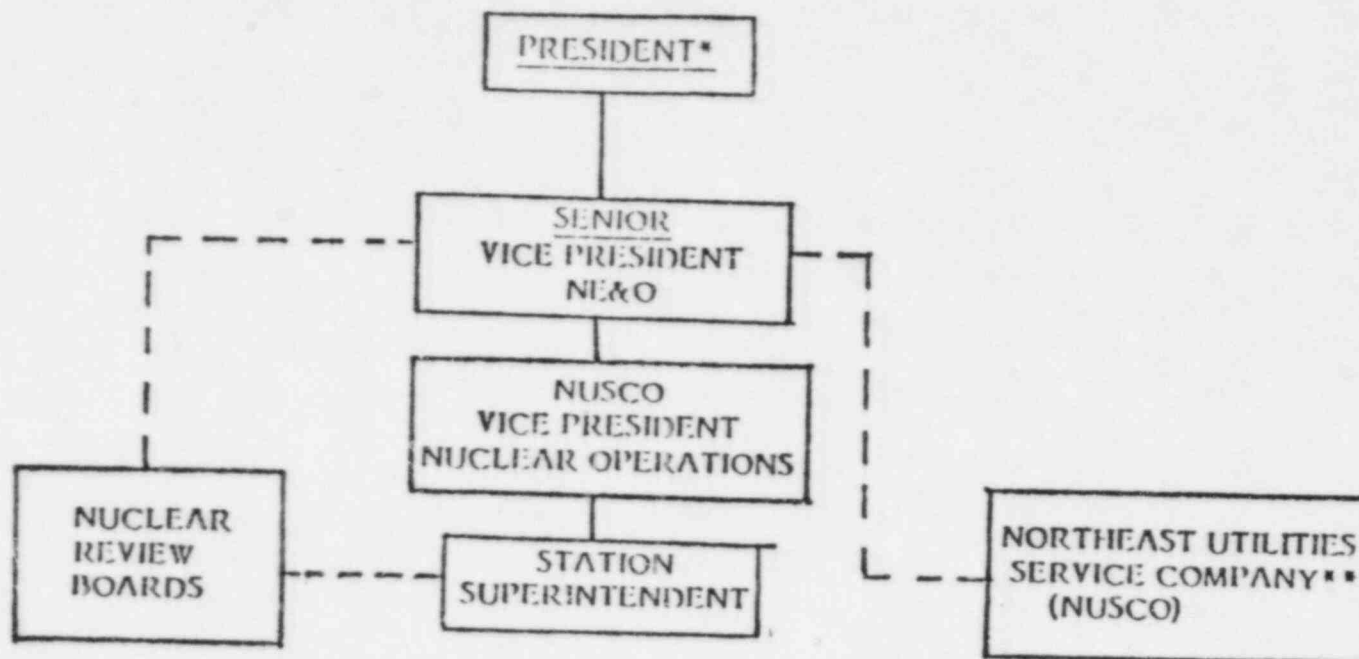 PRESIDENT*
SENIOR
VICE PRESIDENT
NE&O
NUSCO
VICE PRESIDENT
NUCLEAR OPERATIONS
NUCLEAR
REVIEW
BOARDS
STATION
SUPERINTENDENT
NORTHEAST UTILITIES
SERVICE COMPANY**
(NUSCO)